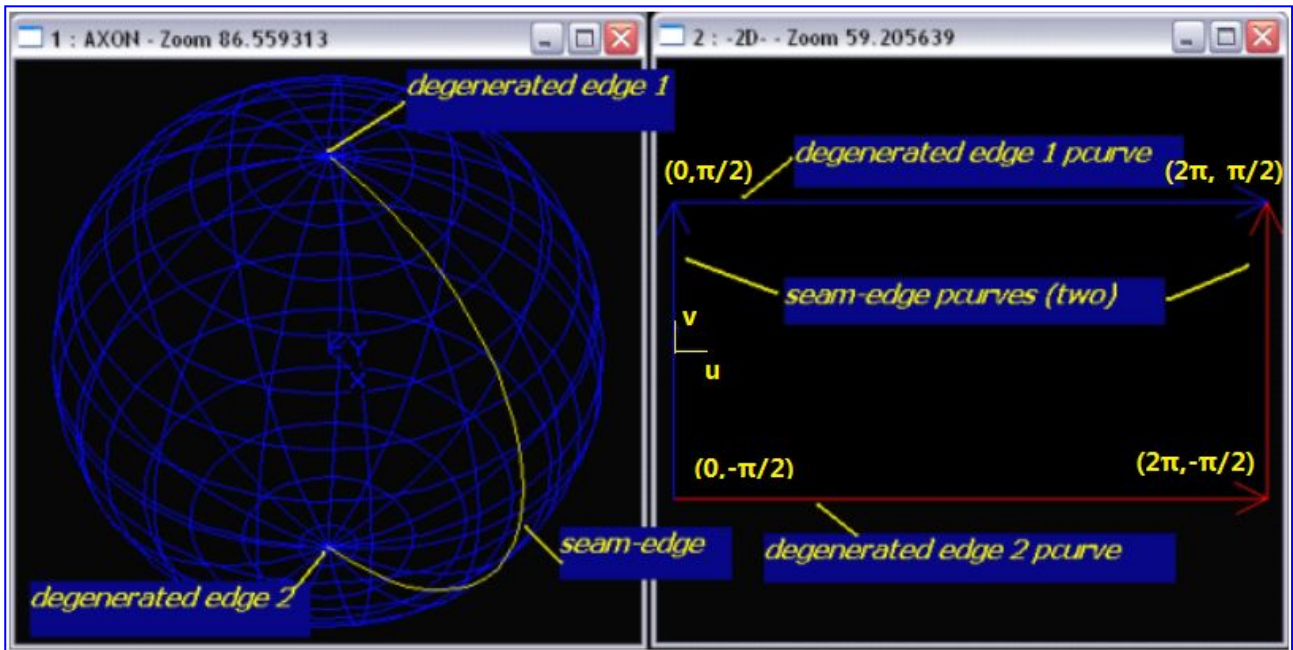 1 : AXON - Zoom 86.559313
degenerated edge 1
Y
X
seam-edge
degenerated edge 2
2 : -2D- - Zoom 59.205639
degenerated edge 1 pcurve
(0,π/2)
(2π, π/2)
seam-edge pcurves (two)
v
u
(0,-π/2)
(2π,-π/2)
degenerated edge 2 pcurve